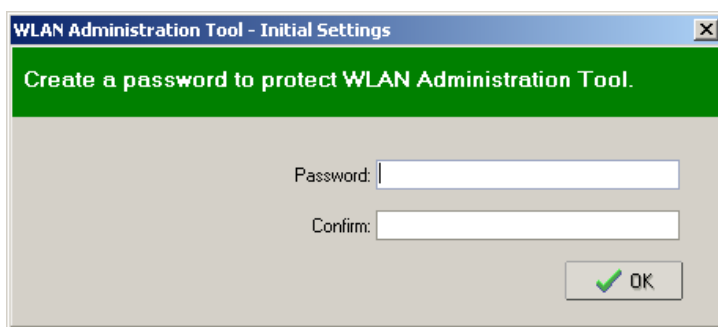 WLAN Administration Tool - Initial Settings
Create a password to protect WLAN Administration Tool.
Password:
Confirm:
OK